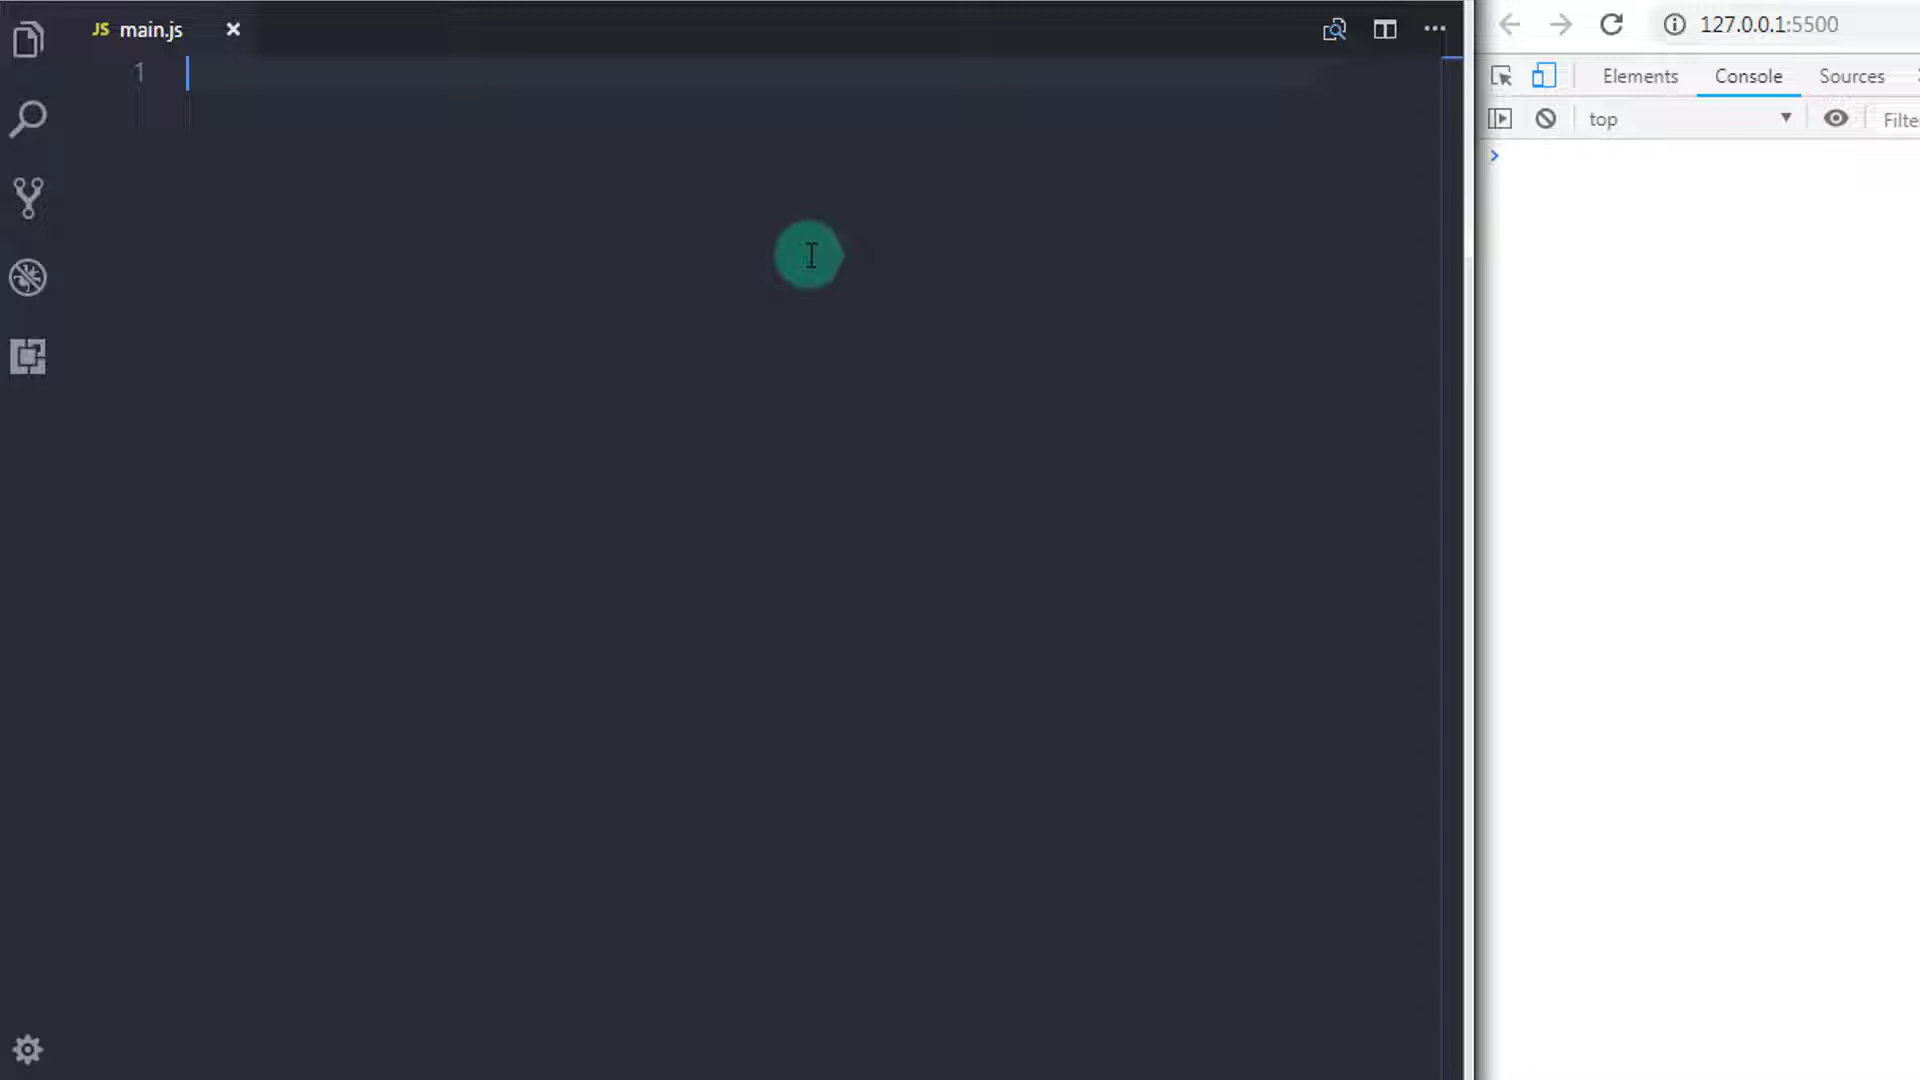 JS main.js
1
127.0.0.1:5500
Elements Console Sources
top Filte